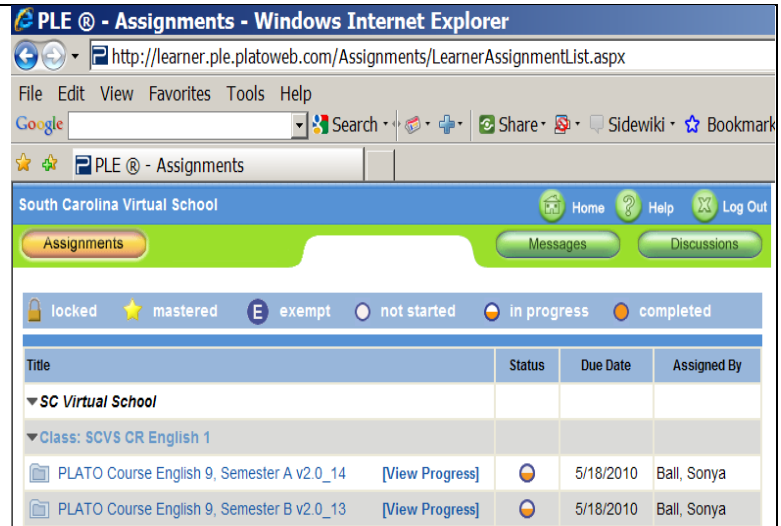 PLE ® - Assignments - Windows Internet Explorer
http://learner.ple.platoweb.com/Assignments/LearnerAssignmentList.aspx
File Edit View Favorites Tools Help
Google Search Share Sidewiki Bookmark
PLE ® - Assignments
South Carolina Virtual School Home ? Help X Log Out
Assignments Messages Discussions
locked mastered E exempt not started in progress completed
Title Status Due Date Assigned By
SC Virtual School
Class: SCVS CR English 1
PLATO Course English 9, Semester A v2.0_14 [View Progress] 5/18/2010 Ball, Sonya
PLATO Course English 9, Semester B v2.0_13 [View Progress] 5/18/2010 Ball, Sonya